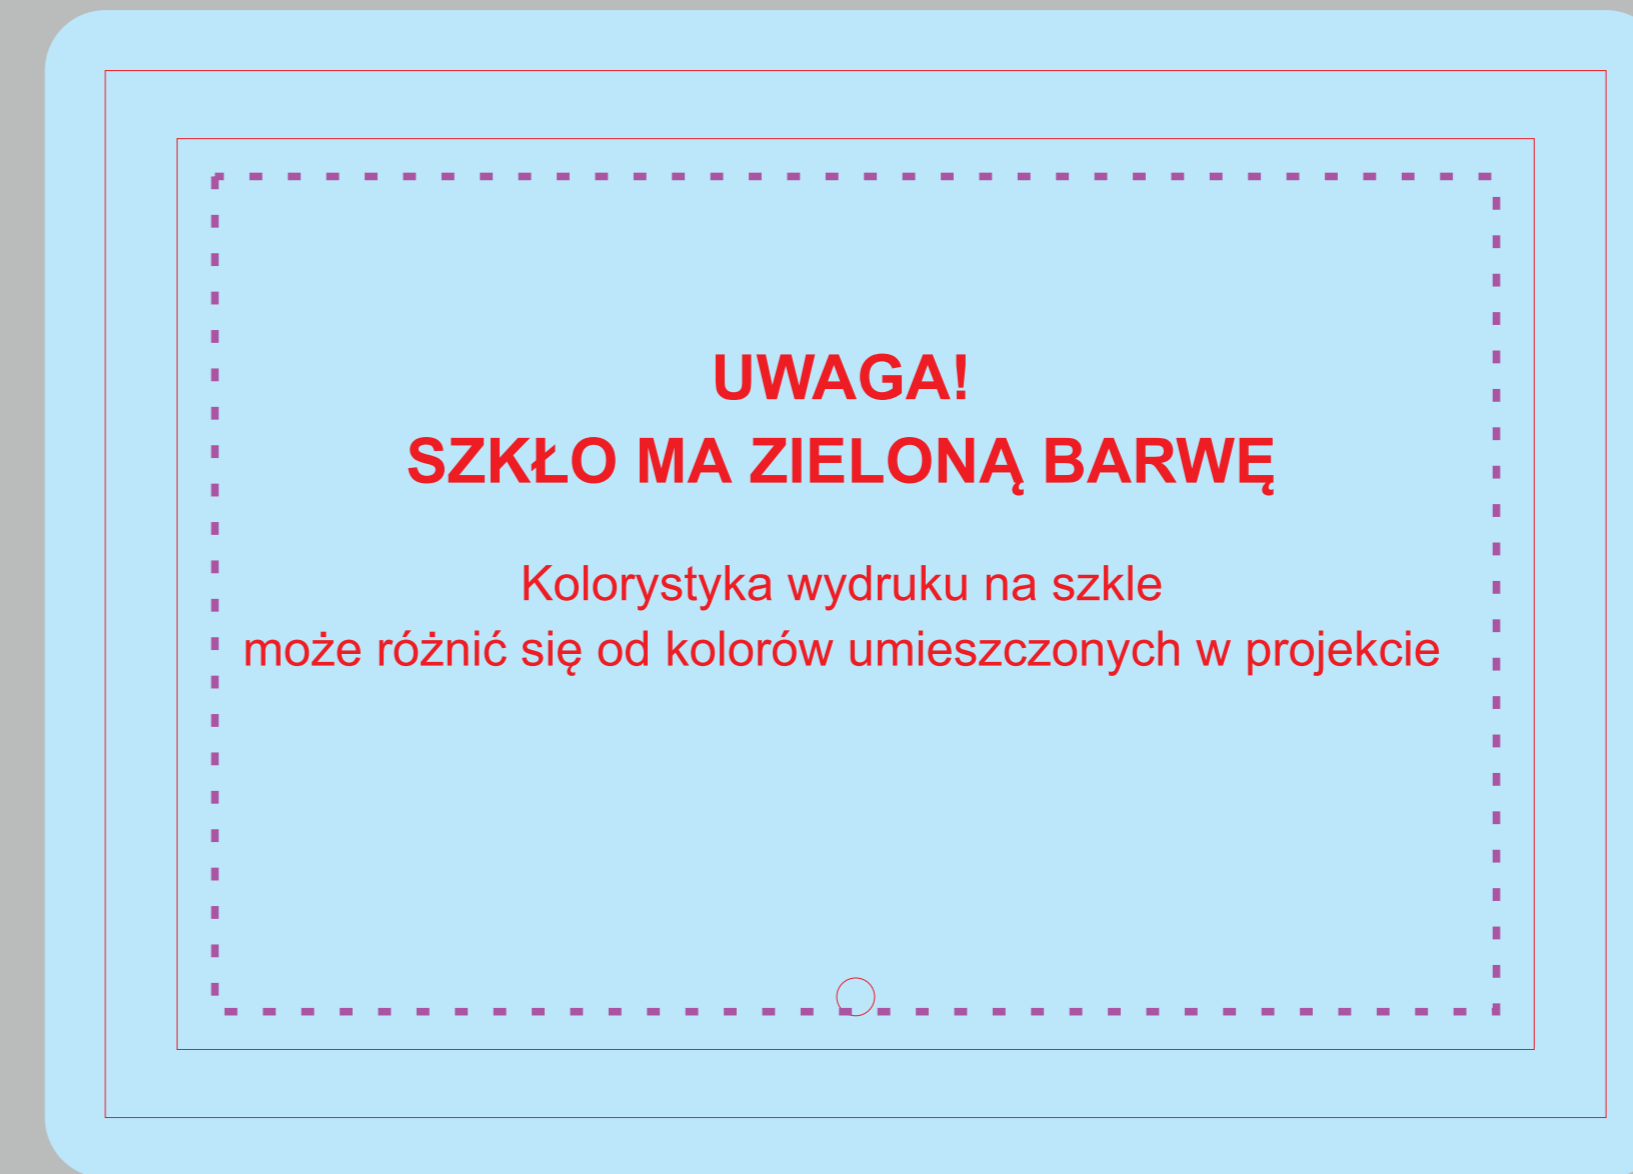 UWAGA!
SZKŁO MA ZIELONĄ BARWĘ
Kolorystyka wydruku na szkle
może różnić się od kolorów umieszczonych w projekcie